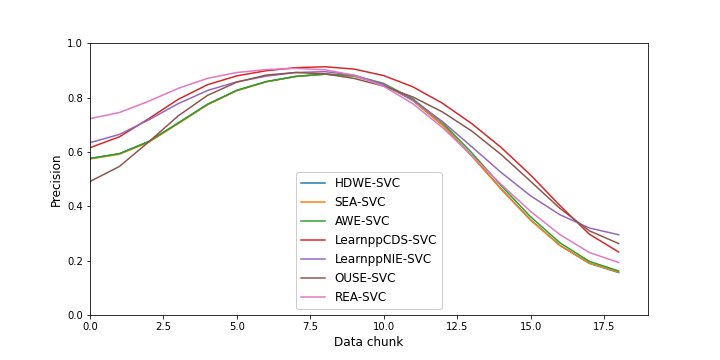 1.0
0.8
0.6
0.4
0.2
0.0
Precision
0.0 2.5 5.0 7.5 10.0 12.5 15.0 17.5
Data chunk
HDWE-SVC
SEA-SVC
AWE-SVC
LearnppCDS-SVC
LearnppNIE-SVC
OUSE-SVC
REA-SVC